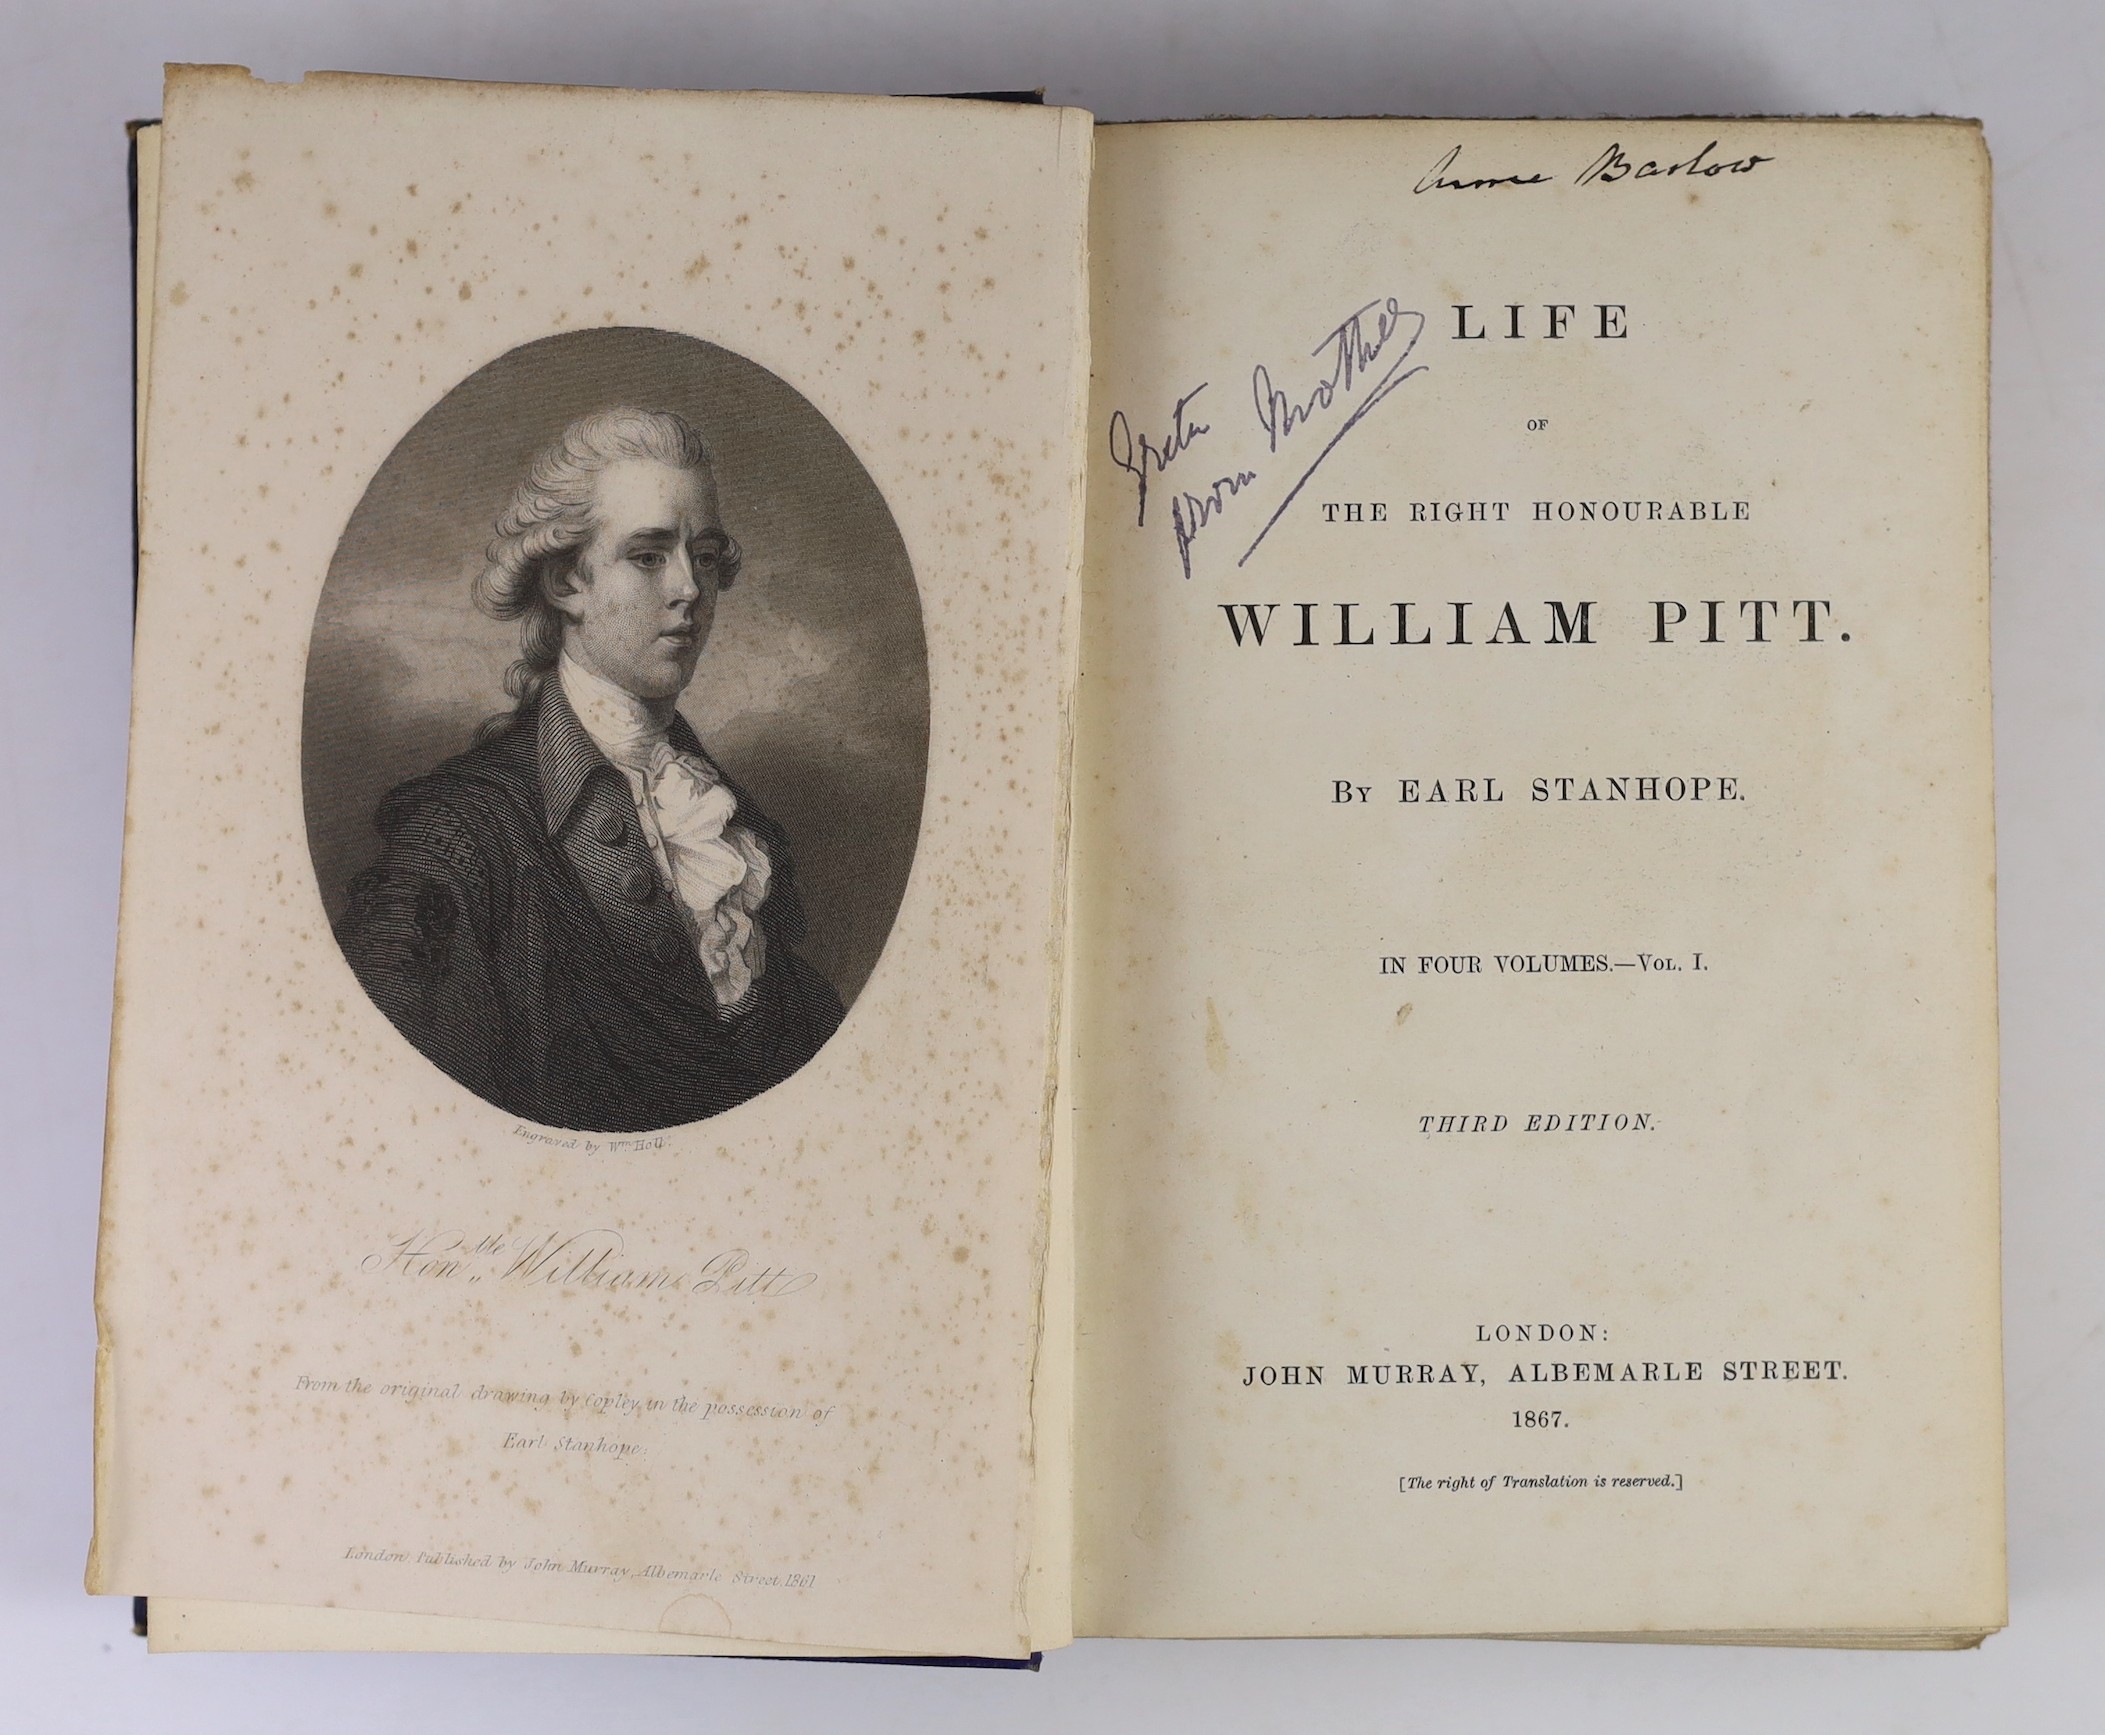 Engraved by Wm. Holl.
Honble. William Pitt
From the original drawing by Copley in the possession of
Earl Stanhope.
London. Published by John Murray, Albemarle Street, 1861
Annie Barlow
Greta
from Mother
LIFE
OF
THE RIGHT HONOURABLE
WILLIAM PITT.
By EARL STANHOPE.
IN FOUR VOLUMES.—Vol. I.
THIRD EDITION.
LONDON:
JOHN MURRAY, ALBEMARLE STREET.
1867.
[The right of Translation is reserved.]